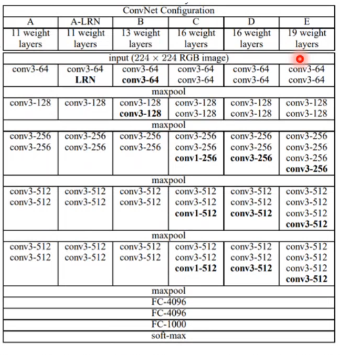 ConvNet Configuration
A A-LRN B C D E
11 weight 11 weight 13 weight 16 weight 16 weight 19 weight
layers layers layers layers layers layers
input (224 × 224 RGB image)
conv3-64 conv3-64 conv3-64 conv3-64 conv3-64 conv3-64
LRN conv3-64 conv3-64 conv3-64 conv3-64
maxpool
conv3-128 conv3-128 conv3-128 conv3-128 conv3-128 conv3-128
conv3-128 conv3-128 conv3-128 conv3-128
maxpool
conv3-256 conv3-256 conv3-256 conv3-256 conv3-256 conv3-256
conv3-256 conv3-256 conv3-256 conv3-256 conv3-256 conv3-256
conv1-256 conv3-256 conv3-256
conv3-256
maxpool
conv3-512 conv3-512 conv3-512 conv3-512 conv3-512 conv3-512
conv3-512 conv3-512 conv3-512 conv3-512 conv3-512 conv3-512
conv1-512 conv3-512 conv3-512
conv3-512
maxpool
conv3-512 conv3-512 conv3-512 conv3-512 conv3-512 conv3-512
conv3-512 conv3-512 conv3-512 conv3-512 conv3-512 conv3-512
conv1-512 conv3-512 conv3-512
conv3-512
maxpool
FC-4096
FC-4096
FC-1000
soft-max